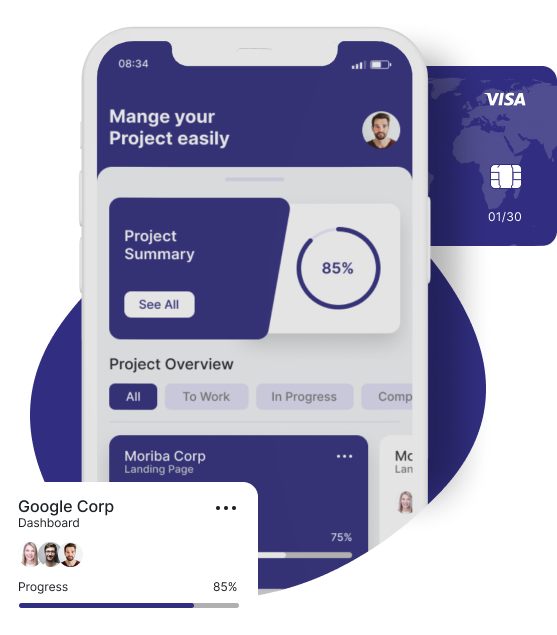 08:34
VISA
Mange your
Project easily
01/30
Project
Summary
85%
See All
Project Overview
All
To Work
In Progress
Comp
Moriba Corp
Landing Page
Mc
Lan
75%
Google Corp
Dashboard
Progress
85%